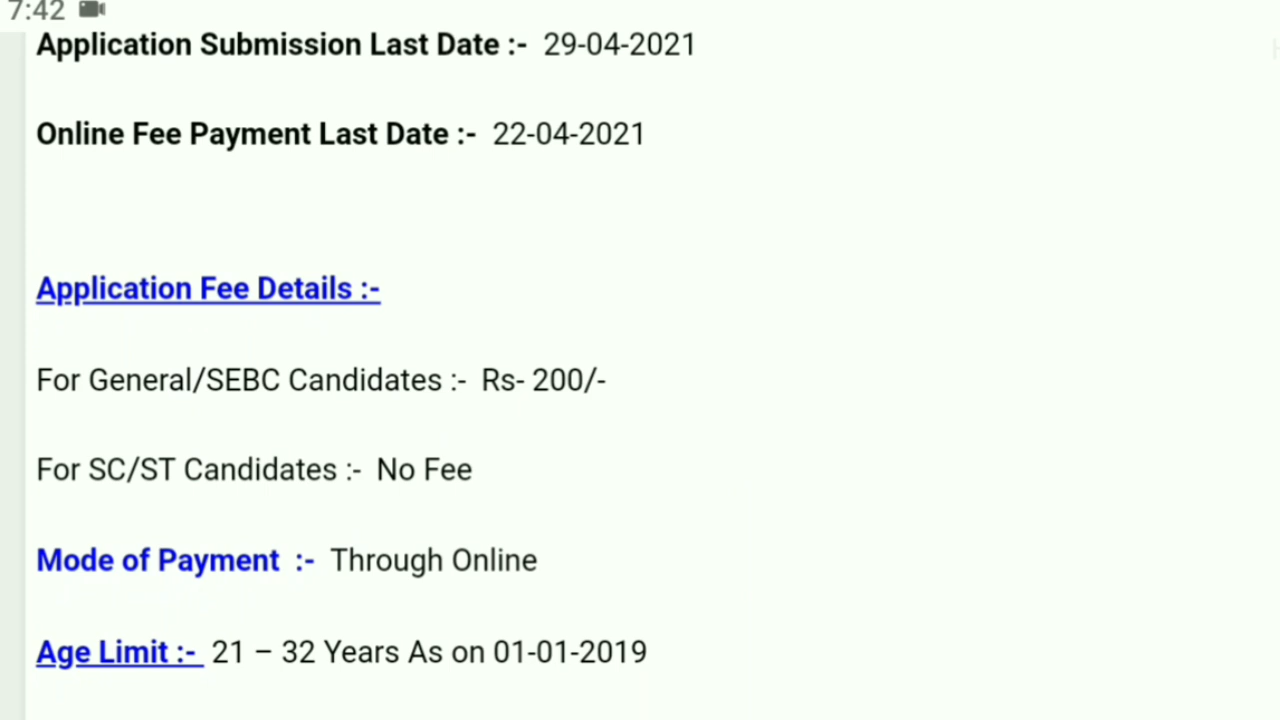 7:42
Application Submission Last Date :- 29-04-2021
Online Fee Payment Last Date :- 22-04-2021
Application Fee Details :-
For General/SEBC Candidates :- Rs- 200/-
For SC/ST Candidates :- No Fee
Mode of Payment :- Through Online
Age Limit :- 21 – 32 Years As on 01-01-2019